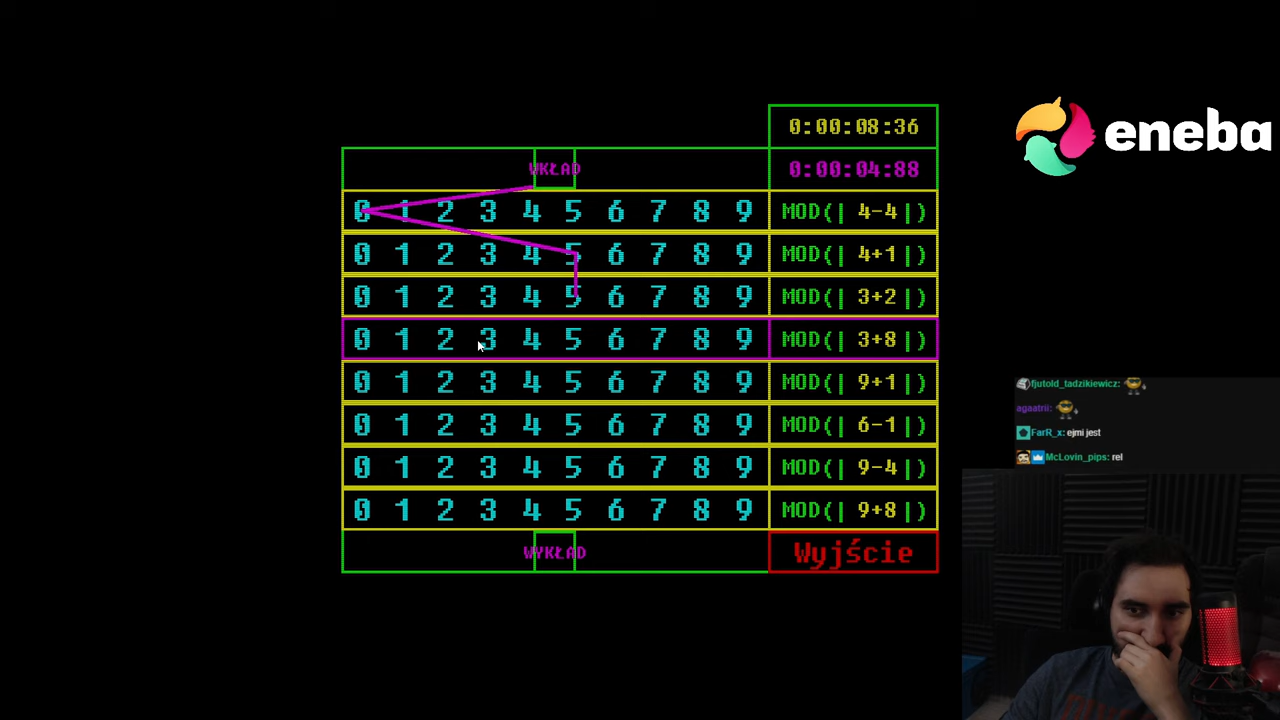 0:00:08:36
eneba
WKŁAD 0:00:04:88
0 1 2 3 4 5 6 7 8 9 MOD(| 4-4 |)
0 1 2 3 4 5 6 7 8 9 MOD(| 4+1 |)
0 1 2 3 4 5 6 7 8 9 MOD(| 3+2 |)
0 1 2 3 4 5 6 7 8 9 MOD(| 3+8 |)
0 1 2 3 4 5 6 7 8 9 MOD(| 9+1 |)
0 1 2 3 4 5 6 7 8 9 MOD(| 6-1 |)
0 1 2 3 4 5 6 7 8 9 MOD(| 9-4 |)
0 1 2 3 4 5 6 7 8 9 MOD(| 9+8 |)
WYKŁAD Wyjście
fjutold_tadzikiewicz:
agaatrii:
FarR_x: ejmi jest
McLovin_pips: rel